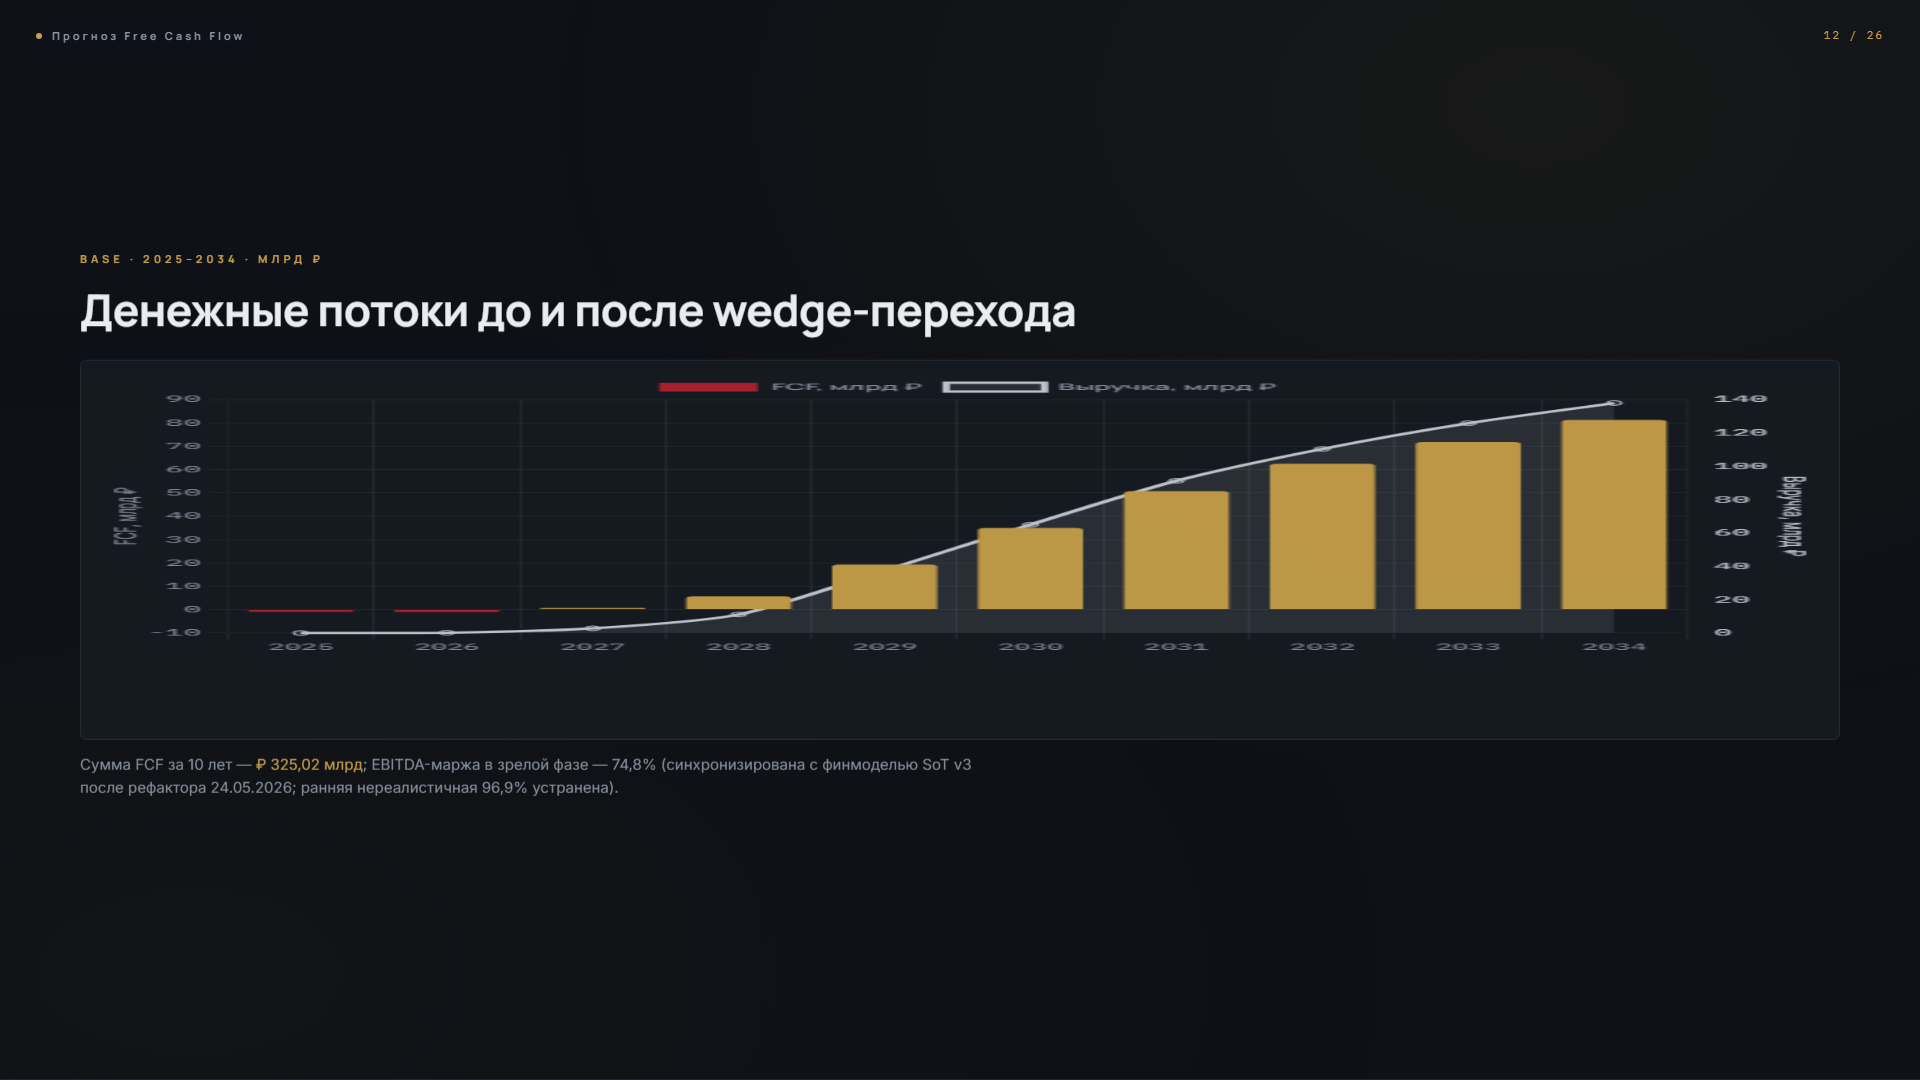 Прогноз Free Cash Flow
12 / 26
BASE · 2025–2034 · МЛРД ₽
Денежные потоки до и после wedge-перехода
FCF, млрд ₽
Выручка, млрд ₽
90
80
70
60
50
40
30
20
10
0
-10
FCF, млрд ₽
140
120
100
80
60
40
20
0
Выручка, млрд ₽
2025 2026 2027 2028 2029 2030 2031 2032 2033 2034
Сумма FCF за 10 лет — ₽ 325,02 млрд; EBITDA-маржа в зрелой фазе — 74,8% (синхронизирована с финмоделью SoT v3
после рефактора 24.05.2026; ранняя нереалистичная 96,9% устранена).